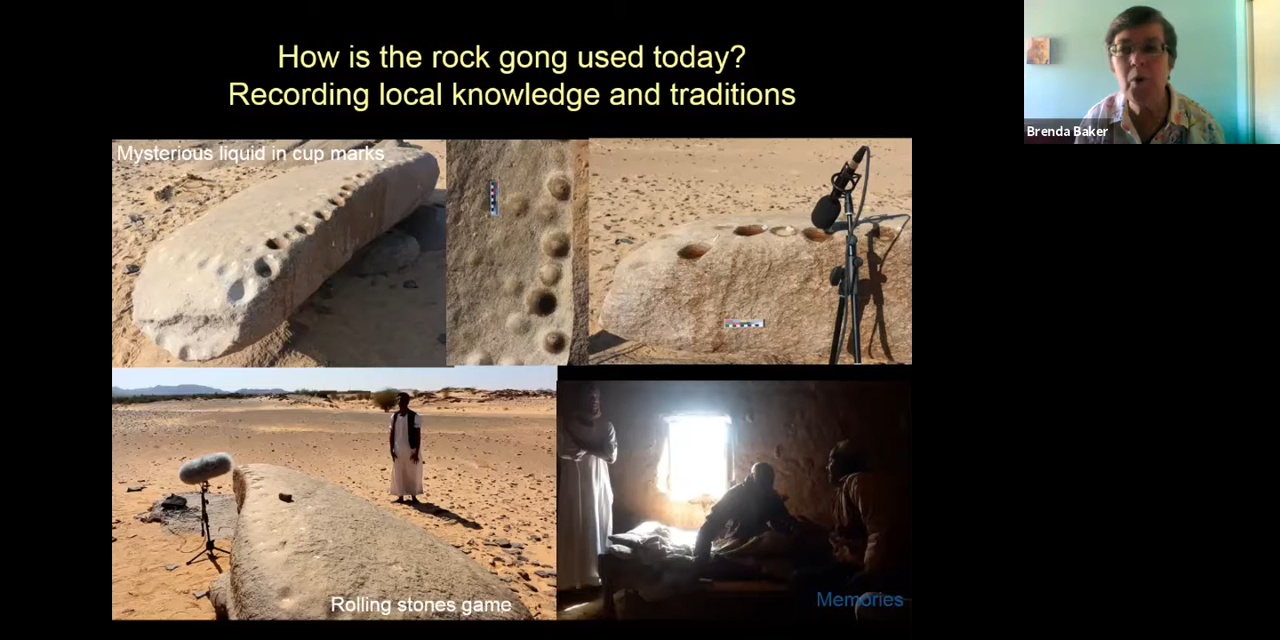 How is the rock gong used today?
Recording local knowledge and traditions
Brenda Baker
Mysterious liquid in cup marks
Rolling stones game
Memories